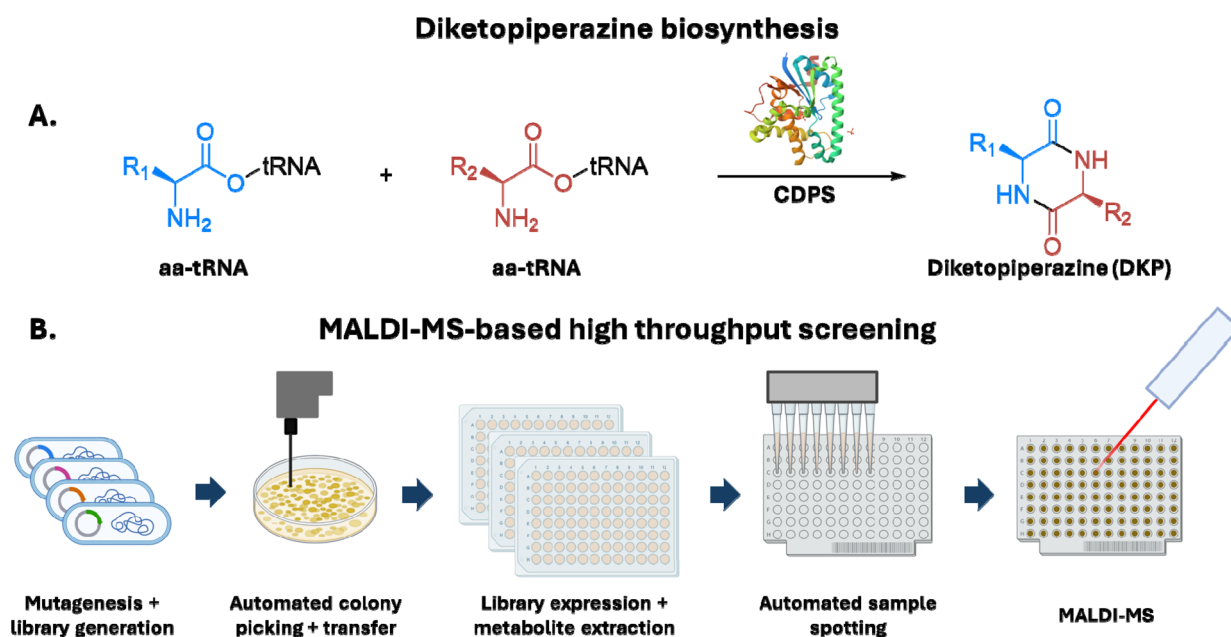 Diketopiperazine biosynthesis
A.
R1
O
O
tRNA
NH2
aa-tRNA
+
R2
O
O
tRNA
NH2
aa-tRNA
CDPS
R1
O
NH
HN
R2
O
Diketopiperazine (DKP)
B.
MALDI-MS-based high throughput screening
Mutagenesis +
library generation
Automated colony
picking + transfer
Library expression +
metabolite extraction
Automated sample
spotting
MALDI-MS